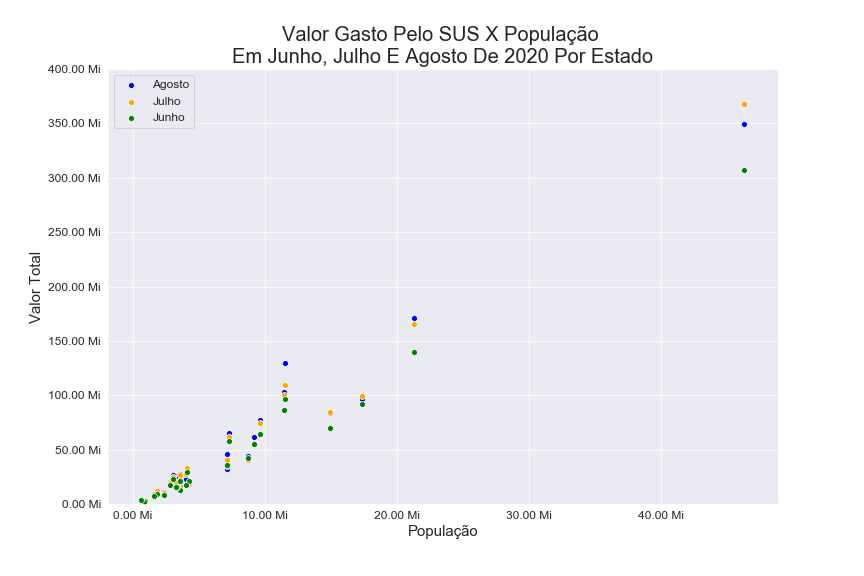 Valor Gasto Pelo SUS X População
Em Junho, Julho E Agosto De 2020 Por Estado
400.00 Mi
350.00 Mi
300.00 Mi
250.00 Mi
200.00 Mi
150.00 Mi
100.00 Mi
50.00 Mi
0.00 Mi
Valor Total
Agosto
Julho
Junho
0.00 Mi
10.00 Mi
20.00 Mi
30.00 Mi
40.00 Mi
População